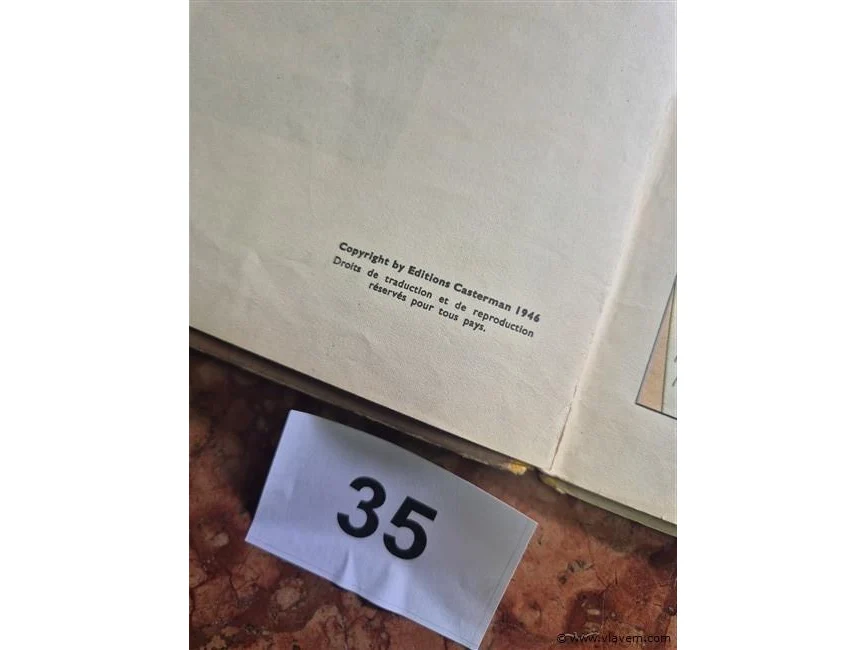 Copyright by Editions Casterman 1946
Droits de traduction et de reproduction
réservés pour tous pays.
35
© www.vlavem.com